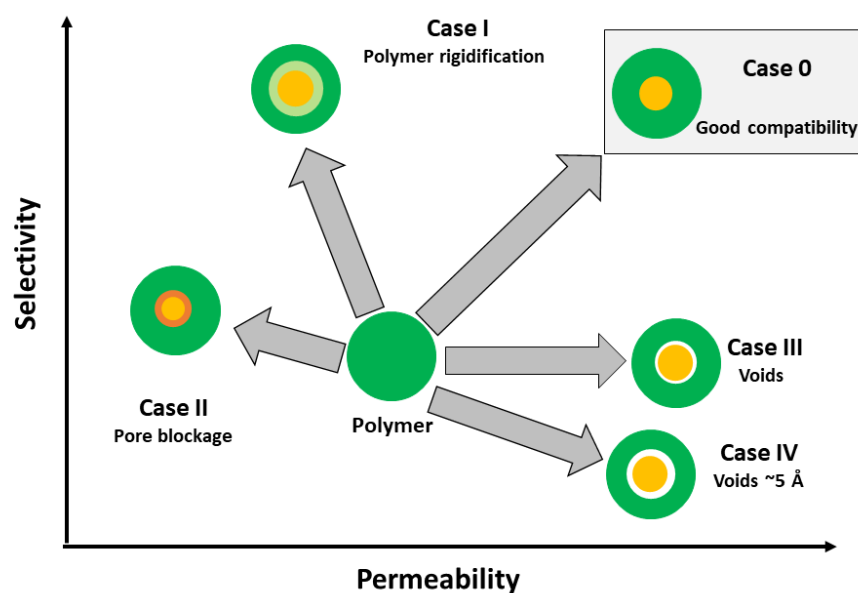 Case I
Polymer rigidification
Case 0
Good compatibility
Selectivity
Case II
Pore blockage
Polymer
Case III
Voids
Case IV
Voids ~5 Å
Permeability